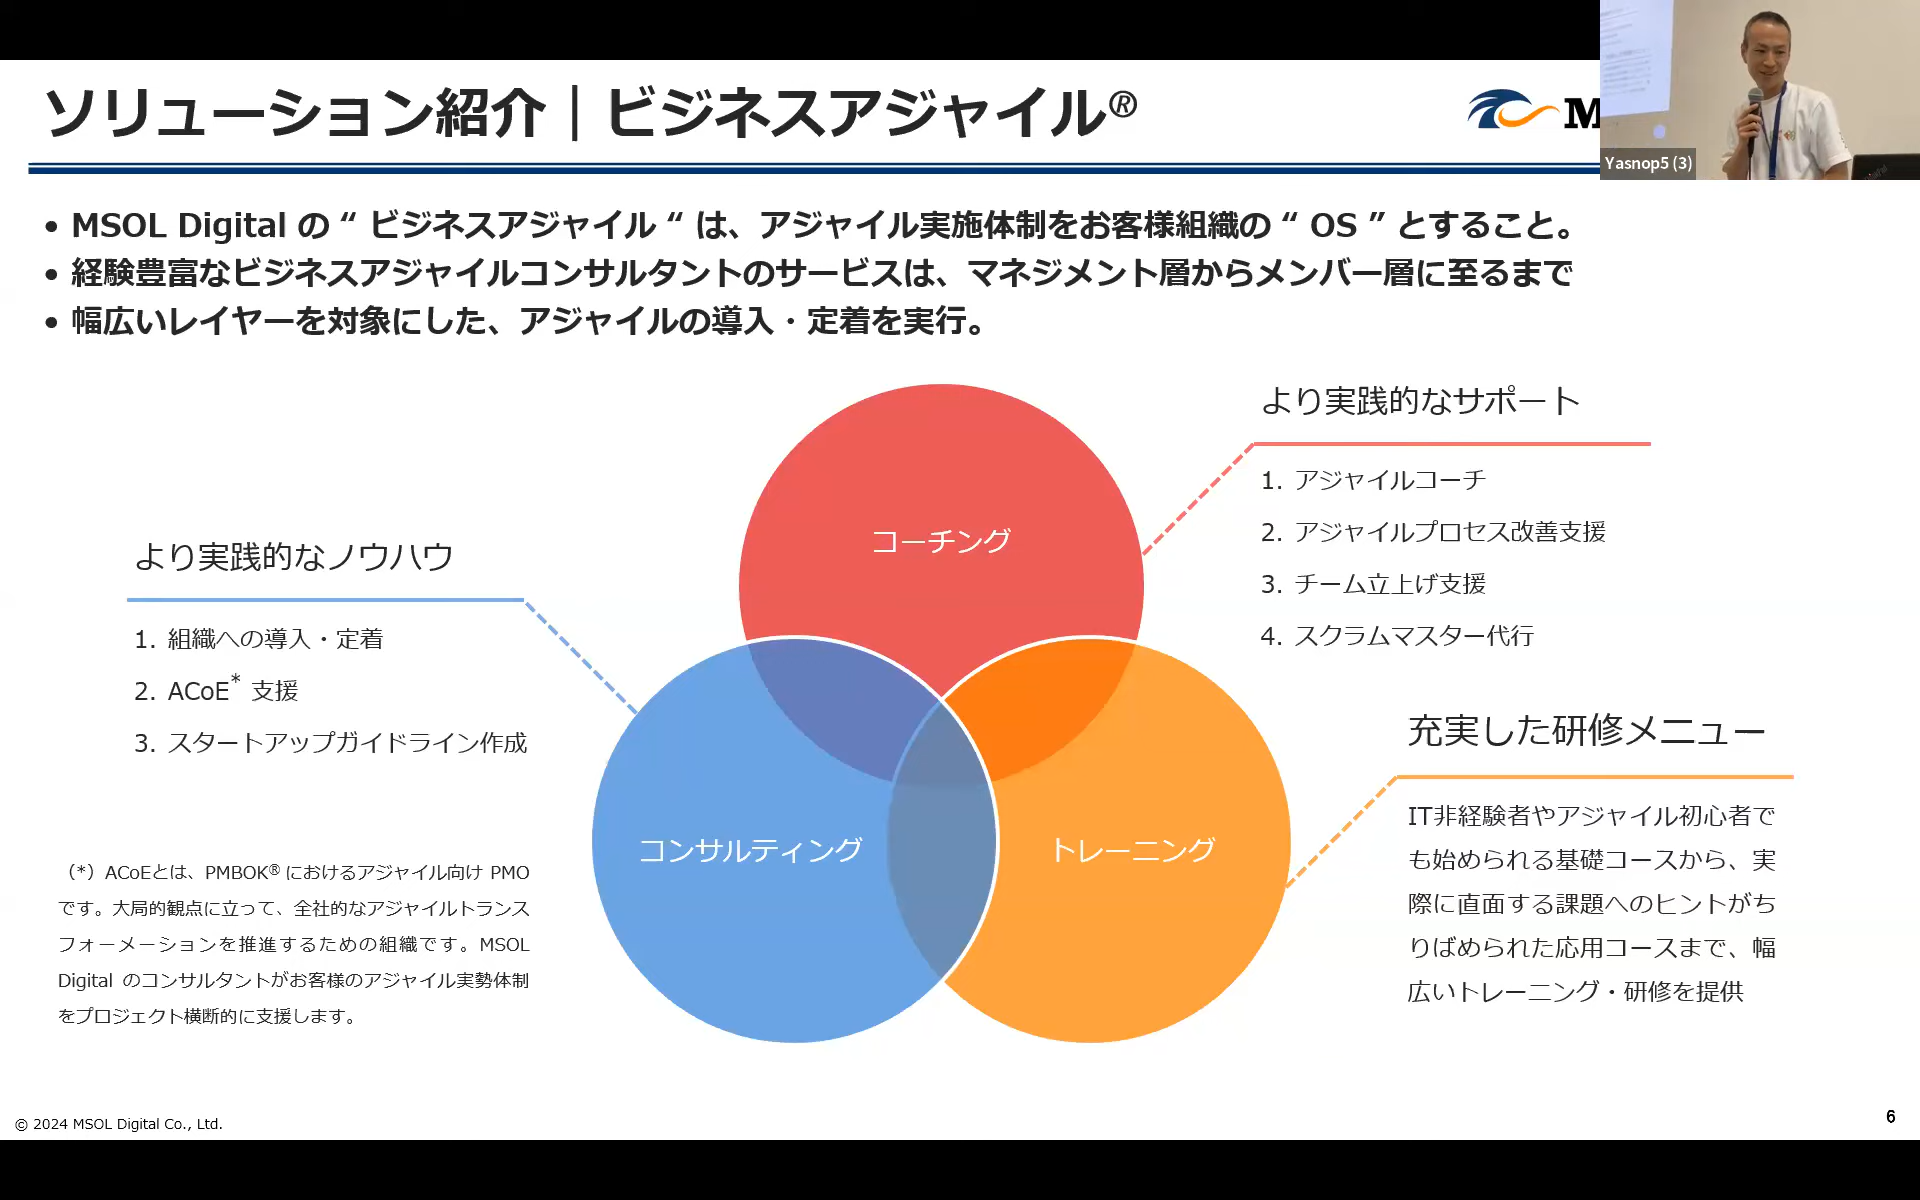 ソリューション紹介｜ビジネスアジャイル®
M
Yasnop5 (3)
• MSOL Digital の “ ビジネスアジャイル “ は、アジャイル実施体制をお客様組織の “ OS ” とすること。
• 経験豊富なビジネスアジャイルコンサルタントのサービスは、マネジメント層からメンバー層に至るまで
• 幅広いレイヤーを対象にした、アジャイルの導入・定着を実行。
より実践的なサポート
1. アジャイルコーチ
2. アジャイルプロセス改善支援
3. チーム立上げ支援
4. スクラムマスター代行
コーチング
より実践的なノウハウ
1. 組織への導入・定着
2. ACoE* 支援
3. スタートアップガイドライン作成
充実した研修メニュー
IT非経験者やアジャイル初心者で
も始められる基礎コースから、実
際に直面する課題へのヒントがち
りばめられた応用コースまで、幅
広いトレーニング・研修を提供
コンサルティング
トレーニング
（*）ACoEとは、PMBOK® におけるアジャイル向け PMO
です。大局的観点に立って、全社的なアジャイルトランス
フォーメーションを推進するための組織です。MSOL
Digital のコンサルタントがお客様のアジャイル実勢体制
をプロジェクト横断的に支援します。
© 2024 MSOL Digital Co., Ltd.
6